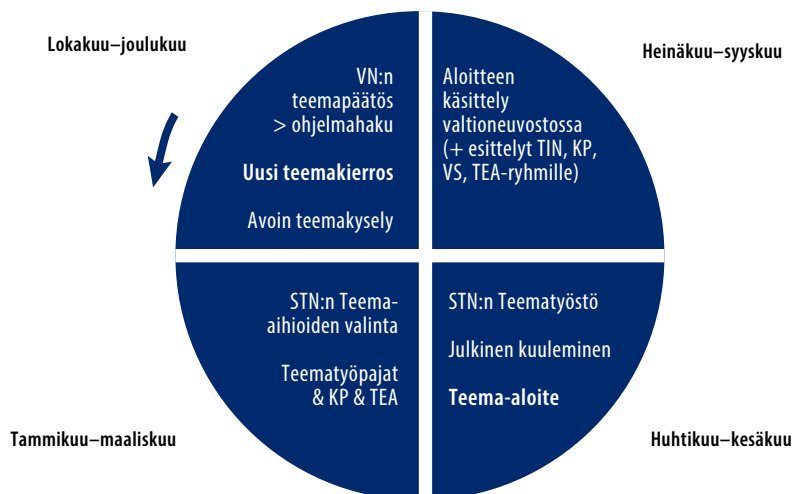 Lokakuu–joulukuu
VN:n
teemapäätös
> ohjelmahaku
Uusi teemakierros
Avoin teemakysely
Heinäkuu–syyskuu
Aloitteen
käsittely
valtioneuvostossa
(+ esittelyt TIN, KP,
VS, TEA-ryhmille)
STN:n Teema-
aihioiden valinta
Teematyöpajat
& KP & TEA
Tammikuu–maaliskuu
STN:n Teematyöstö
Julkinen kuuleminen
Teema-aloite
Huhtikuu–kesäkuu